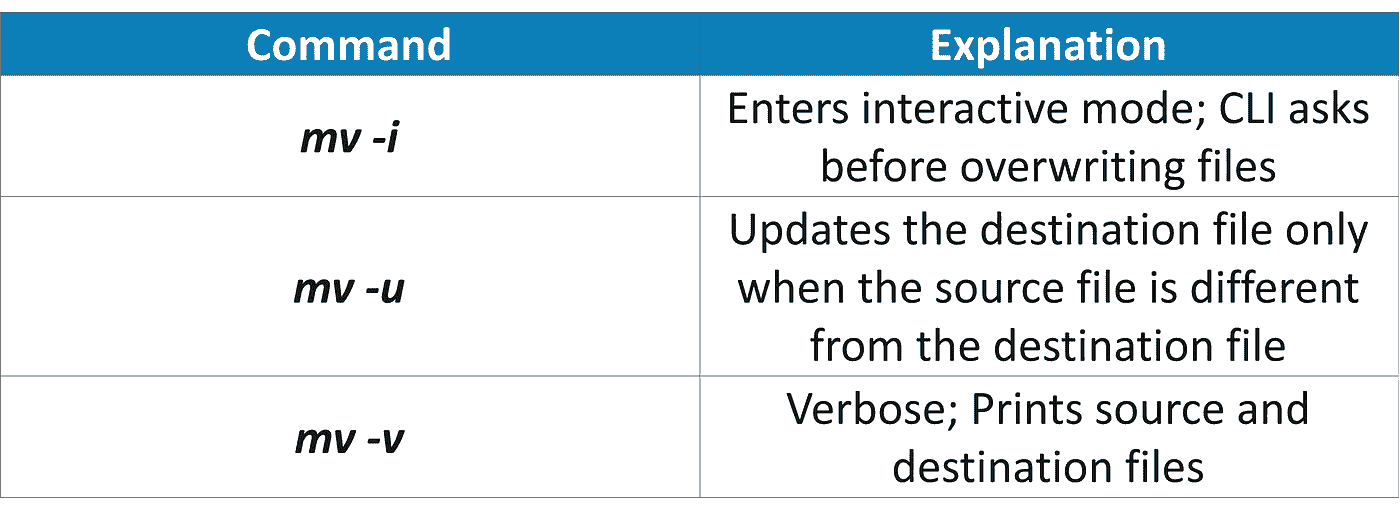 Command
Explanation
mv -i
Enters interactive mode; CLI asks
before overwriting files
mv -u
Updates the destination file only
when the source file is different
from the destination file
mv -v
Verbose; Prints source and
destination files